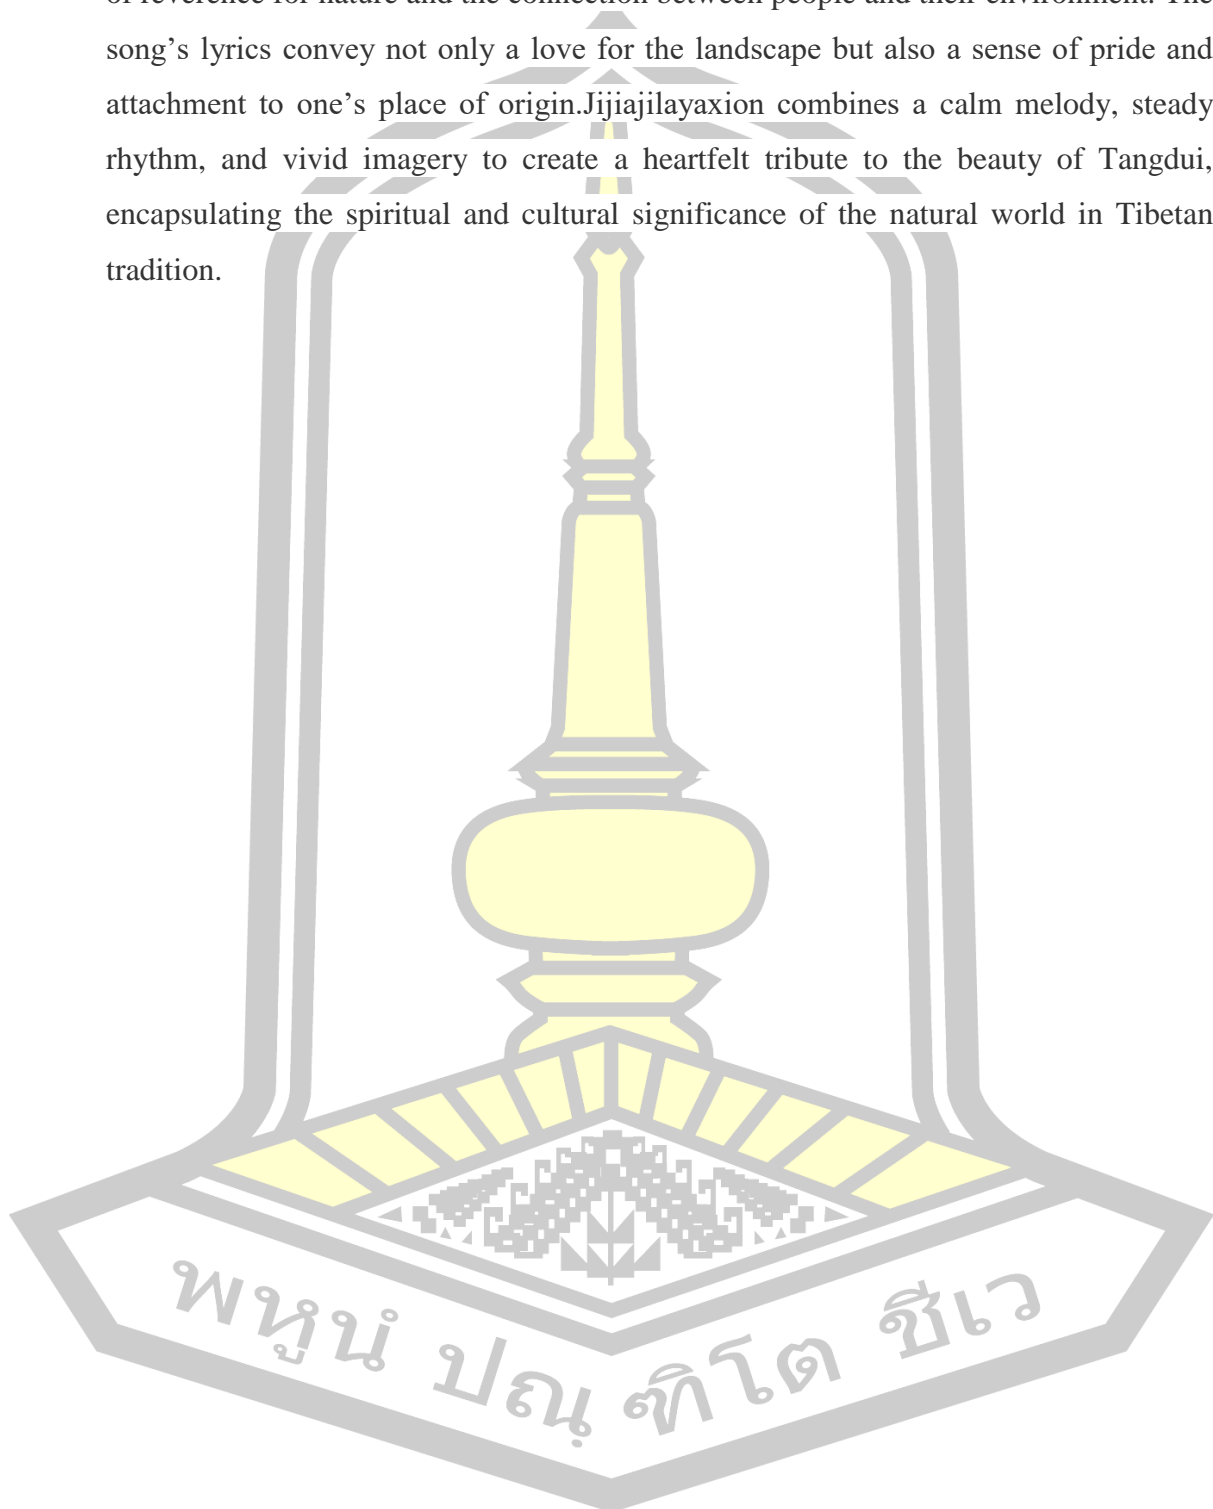 of reverence for nature and the connection between people and their environment. The
song’s lyrics convey not only a love for the landscape but also a sense of pride and
attachment to one’s place of origin.Jijiajilayaxion combines a calm melody, steady
rhythm, and vivid imagery to create a heartfelt tribute to the beauty of Tangdui,
encapsulating the spiritual and cultural significance of the natural world in Tibetan
tradition.
พหูนํ ปณฺฑิโต ชีเว